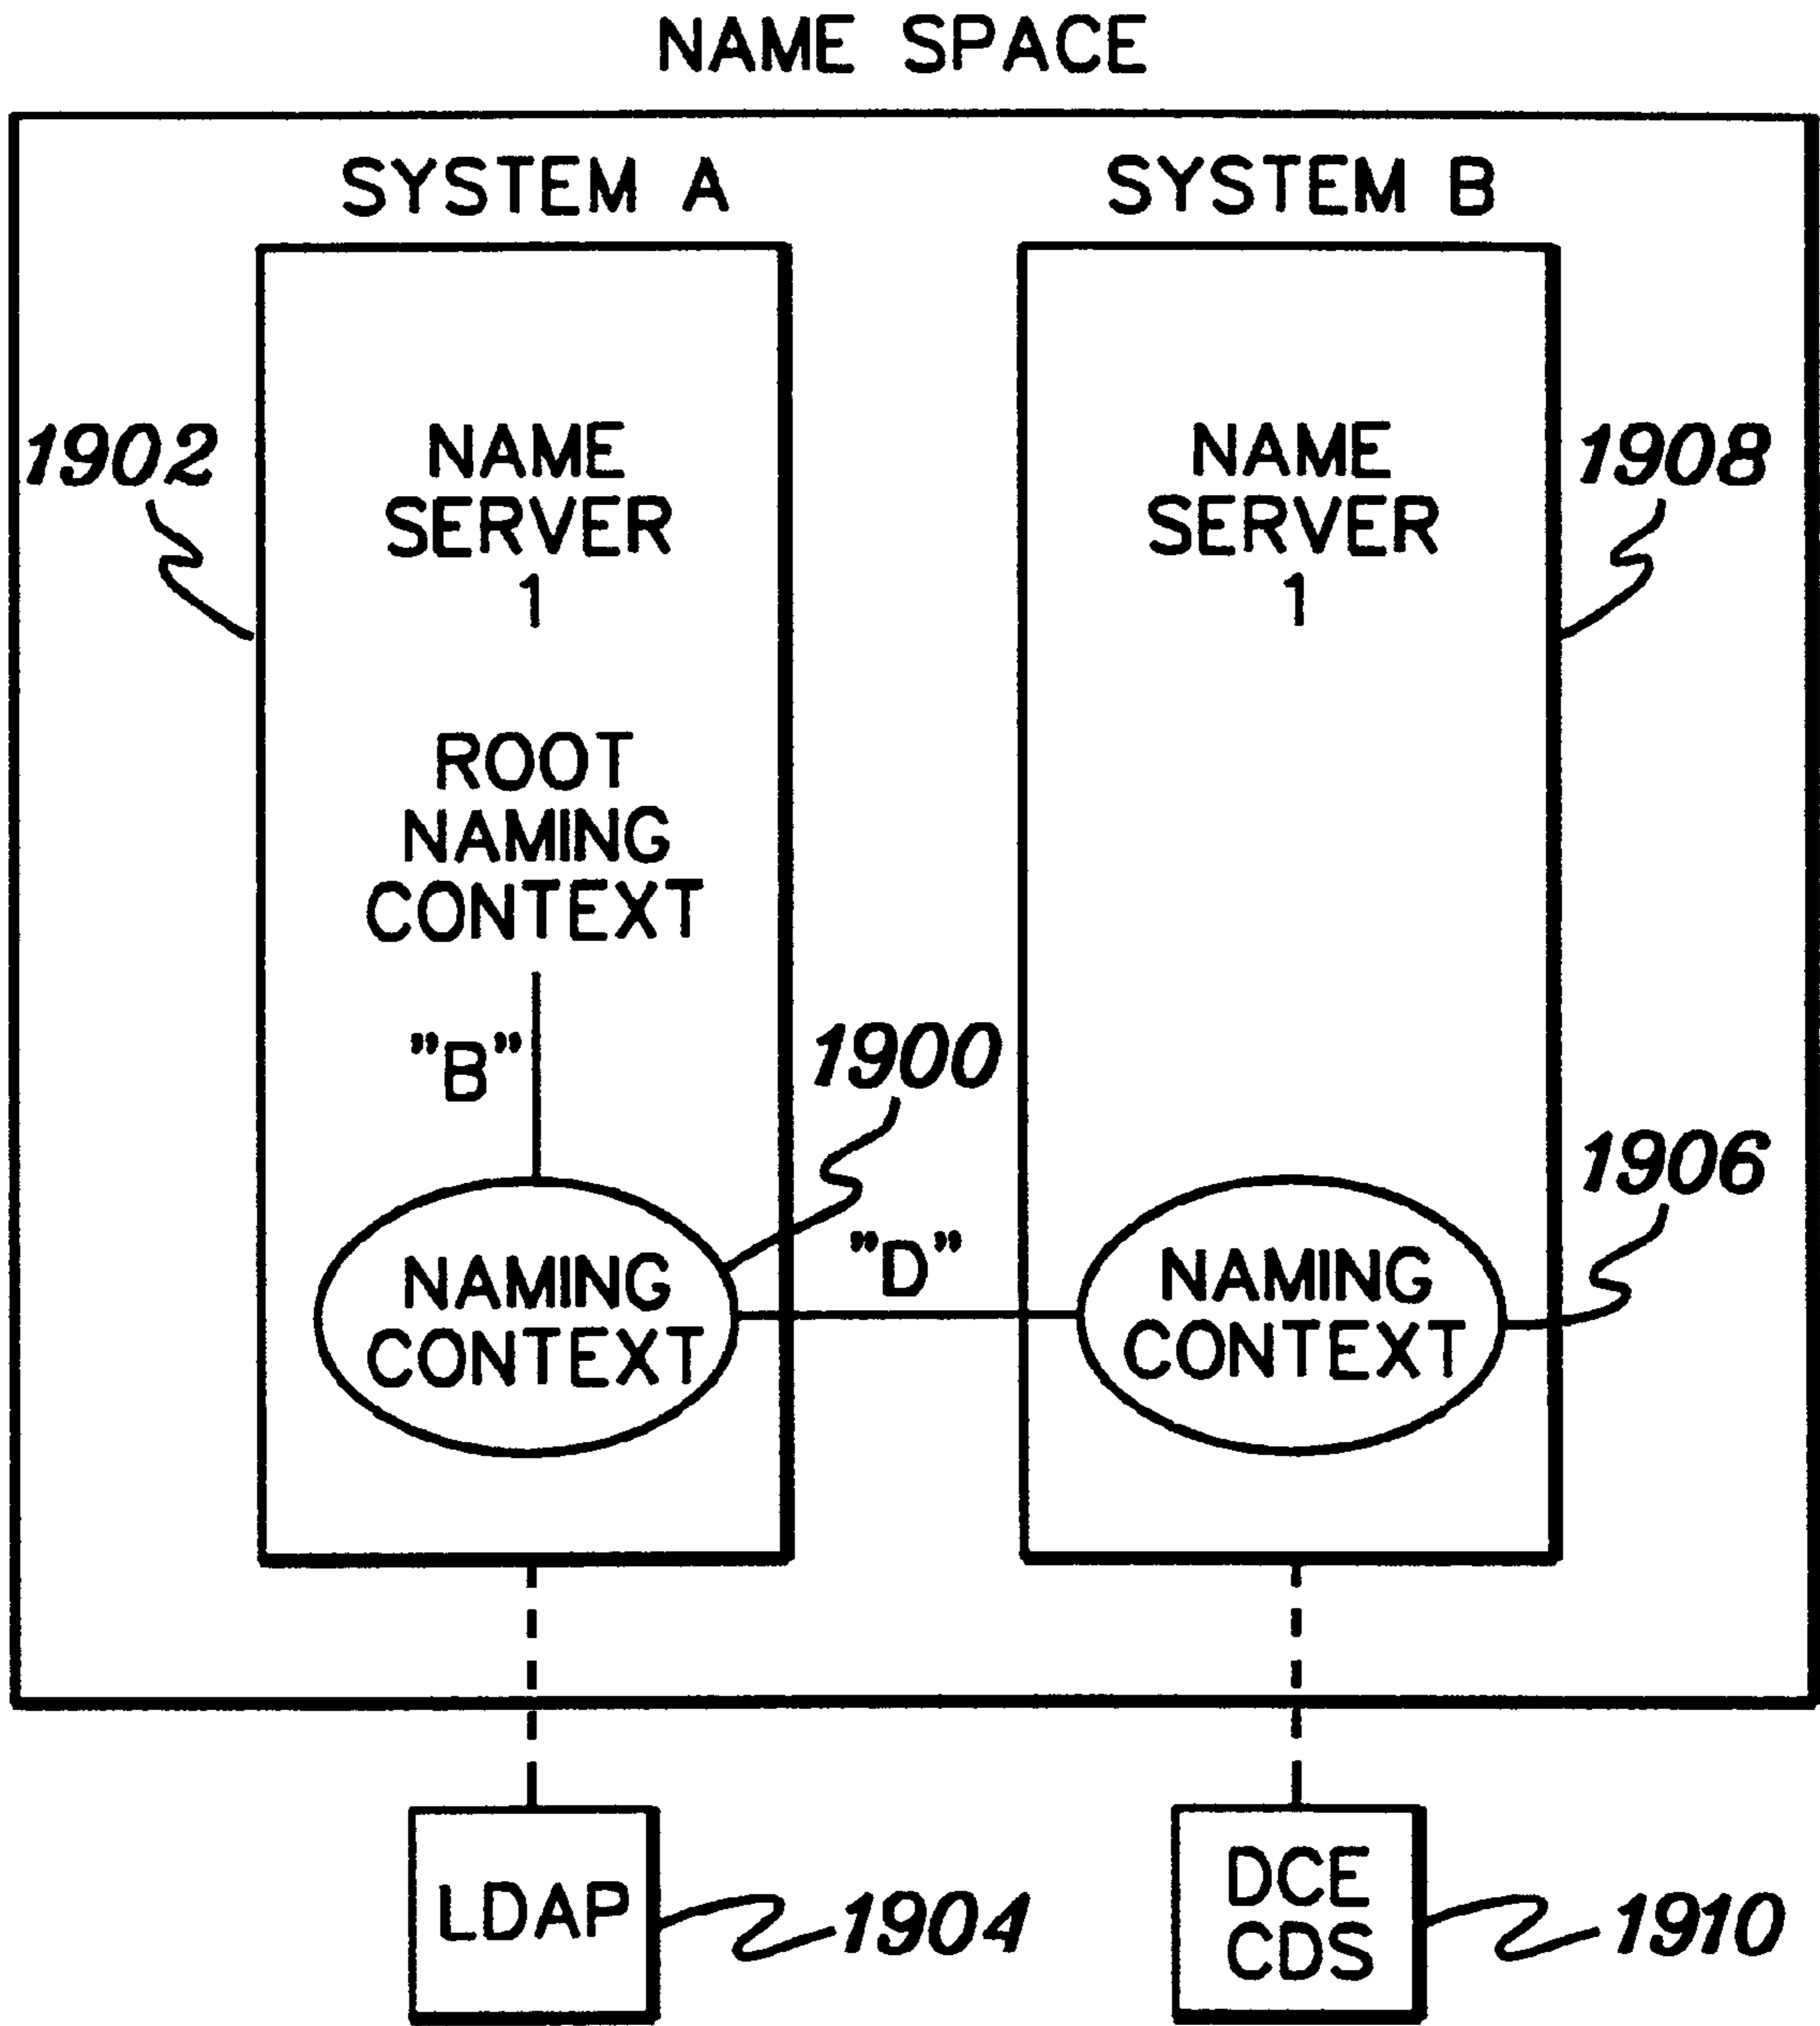 NAME SPACE
SYSTEM A
SYSTEM B
1902
NAME
SERVER
1
NAME
SERVER
1
1908
ROOT
NAMING
CONTEXT
"B"
1900
1906
"D"
NAMING
CONTEXT
NAMING
CONTEXT
LDAP
1904
DCE
CDS
1910